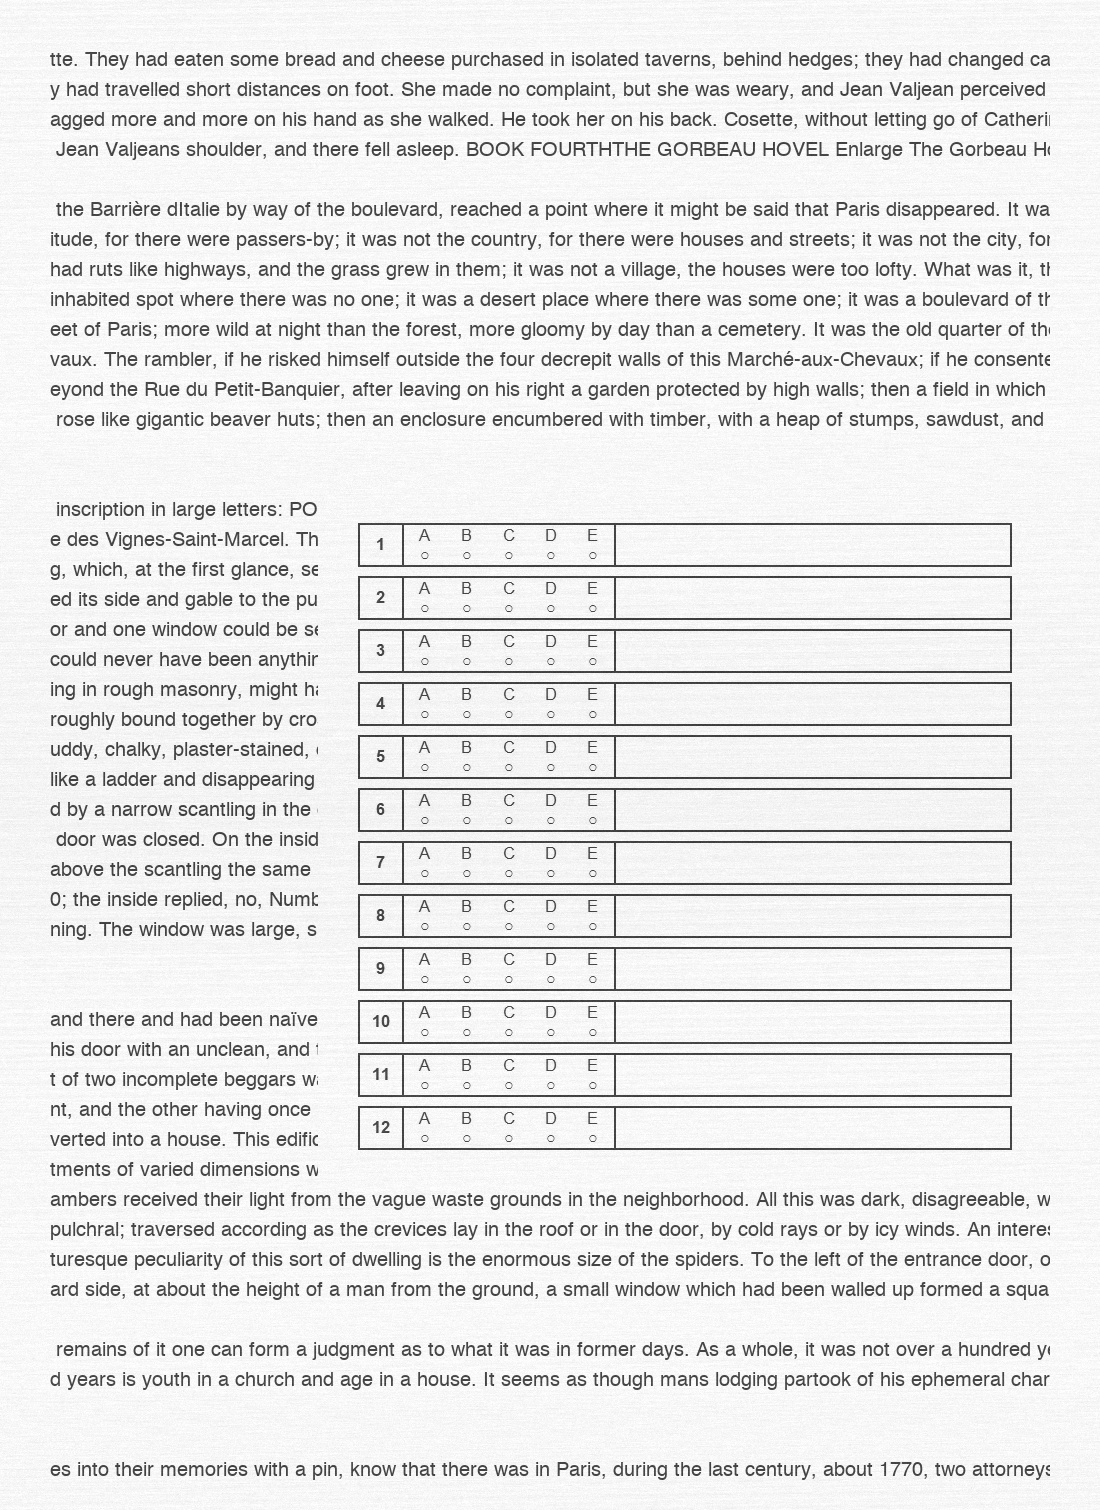 tte. They had eaten some bread and cheese purchased in isolated taverns, behind hedges; they had changed ca
y had travelled short distances on foot. She made no complaint, but she was weary, and Jean Valjean perceived
agged more and more on his hand as she walked. He took her on his back. Cosette, without letting go of Catheri
Jean Valjeans shoulder, and there fell asleep. BOOK FOURTHTHE GORBEAU HOVEL Enlarge The Gorbeau Ho
the Barrière dItalie by way of the boulevard, reached a point where it might be said that Paris disappeared. It wa
itude, for there were passers-by; it was not the country, for there were houses and streets; it was not the city, for
had ruts like highways, and the grass grew in them; it was not a village, the houses were too lofty. What was it, th
inhabited spot where there was no one; it was a desert place where there was some one; it was a boulevard of th
eet of Paris; more wild at night than the forest, more gloomy by day than a cemetery. It was the old quarter of the
vaux. The rambler, if he risked himself outside the four decrepit walls of this Marché-aux-Chevaux; if he consente
eyond the Rue du Petit-Banquier, after leaving on his right a garden protected by high walls; then a field in which
rose like gigantic beaver huts; then an enclosure encumbered with timber, with a heap of stumps, sawdust, and
inscription in large letters: PO
e des Vignes-Saint-Marcel. Th
g, which, at the first glance, se
ed its side and gable to the pu
or and one window could be se
could never have been anythin
ing in rough masonry, might ha
roughly bound together by cro
uddy, chalky, plaster-stained,
like a ladder and disappearing
d by a narrow scantling in the
door was closed. On the insid
above the scantling the same
0; the inside replied, no, Numb
ning. The window was large, s
and there and had been naïve
his door with an unclean, and
t of two incomplete beggars wa
nt, and the other having once
verted into a house. This edific
tments of varied dimensions w
1 A B C D E
2 A B C D E
3 A B C D E
4 A B C D E
5 A B C D E
6 A B C D E
7 A B C D E
8 A B C D E
9 A B C D E
10 A B C D E
11 A B C D E
12 A B C D E
ambers received their light from the vague waste grounds in the neighborhood. All this was dark, disagreeable, w
pulchral; traversed according as the crevices lay in the roof or in the door, by cold rays or by icy winds. An interes
turesque peculiarity of this sort of dwelling is the enormous size of the spiders. To the left of the entrance door, o
ard side, at about the height of a man from the ground, a small window which had been walled up formed a squa
remains of it one can form a judgment as to what it was in former days. As a whole, it was not over a hundred ye
d years is youth in a church and age in a house. It seems as though mans lodging partook of his ephemeral char
es into their memories with a pin, know that there was in Paris, during the last century, about 1770, two attorneys